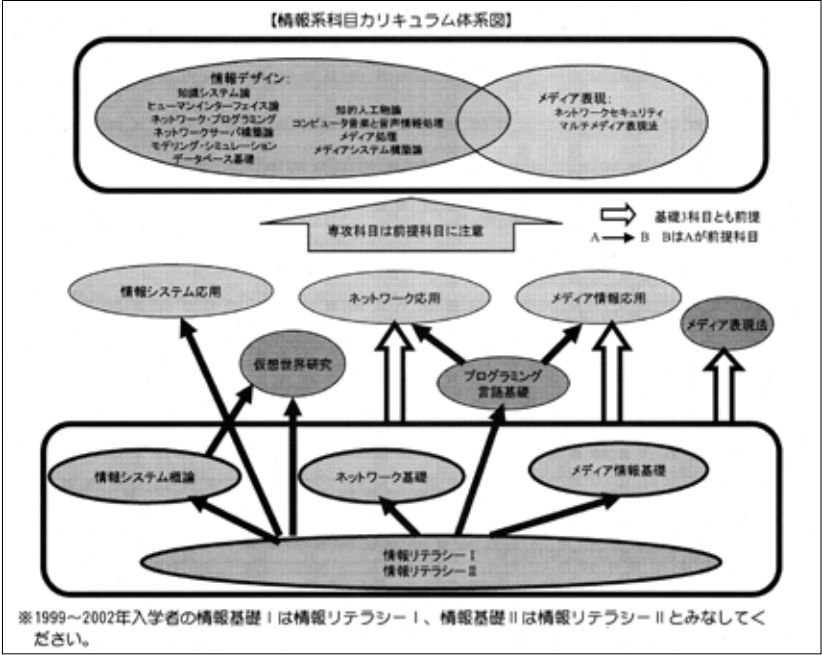 【情報系科目カリキュラム体系図】
情報デザイン:
知識システム論
ヒューマンインターフェイス論
ネットワーク・プログラミング
ネットワークサーバ構築論
モデリング・シミュレーション
データベース基礎
知的人工物論
コンピュータ音楽と音声情報処理
メディア処理
メディアシステム構築論
メディア表現:
ネットワークセキュリティ
マルチメディア表現法
専攻科目は前提科目に注意
基礎3科目とも前提
A B BはAが前提科目
情報システム応用
ネットワーク応用
メディア情報応用
メディア表現法
仮想世界研究
プログラミング
言語基礎
情報システム概論
ネットワーク基礎
メディア情報基礎
情報リテラシーⅠ
情報リテラシーⅡ
※1999～2002年入学者の情報基礎Ⅰは情報リテラシーⅠ、情報基礎Ⅱは情報リテラシーⅡとみなしてく
ださい。